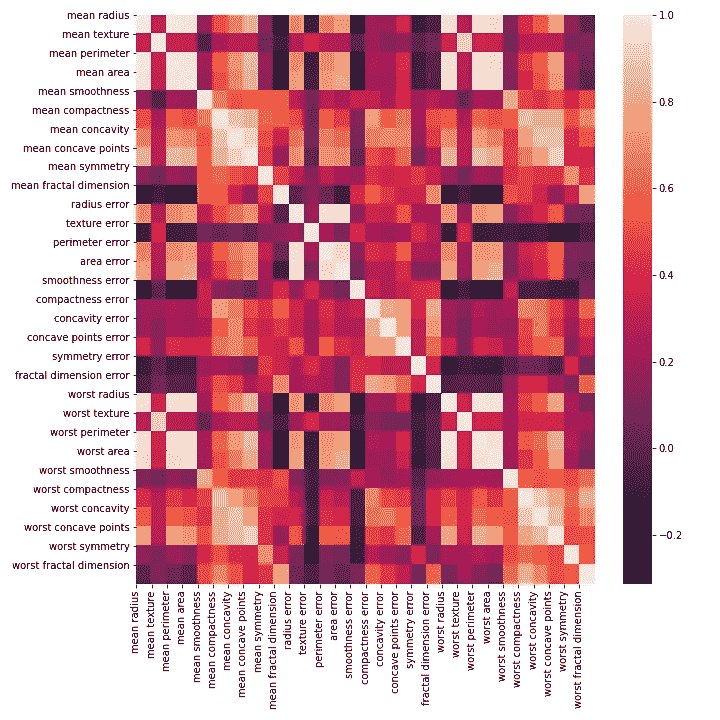 mean radius
mean texture
mean perimeter
mean area
mean smoothness
mean compactness
mean concavity
mean concave points
mean symmetry
mean fractal dimension
radius error
texture error
perimeter error
area error
smoothness error
compactness error
concavity error
concave points error
symmetry error
fractal dimension error
worst radius
worst texture
worst perimeter
worst area
worst smoothness
worst compactness
worst concavity
worst concave points
worst symmetry
worst fractal dimension
mean radius
mean texture
mean perimeter
mean area
mean smoothness
mean compactness
mean concavity
mean concave points
mean symmetry
mean fractal dimension
radius error
texture error
perimeter error
area error
smoothness error
compactness error
concavity error
concave points error
symmetry error
fractal dimension error
worst radius
worst texture
worst perimeter
worst area
worst smoothness
worst compactness
worst concavity
worst concave points
worst symmetry
worst fractal dimension
1.0
0.8
0.6
0.4
0.2
0.0
−0.2